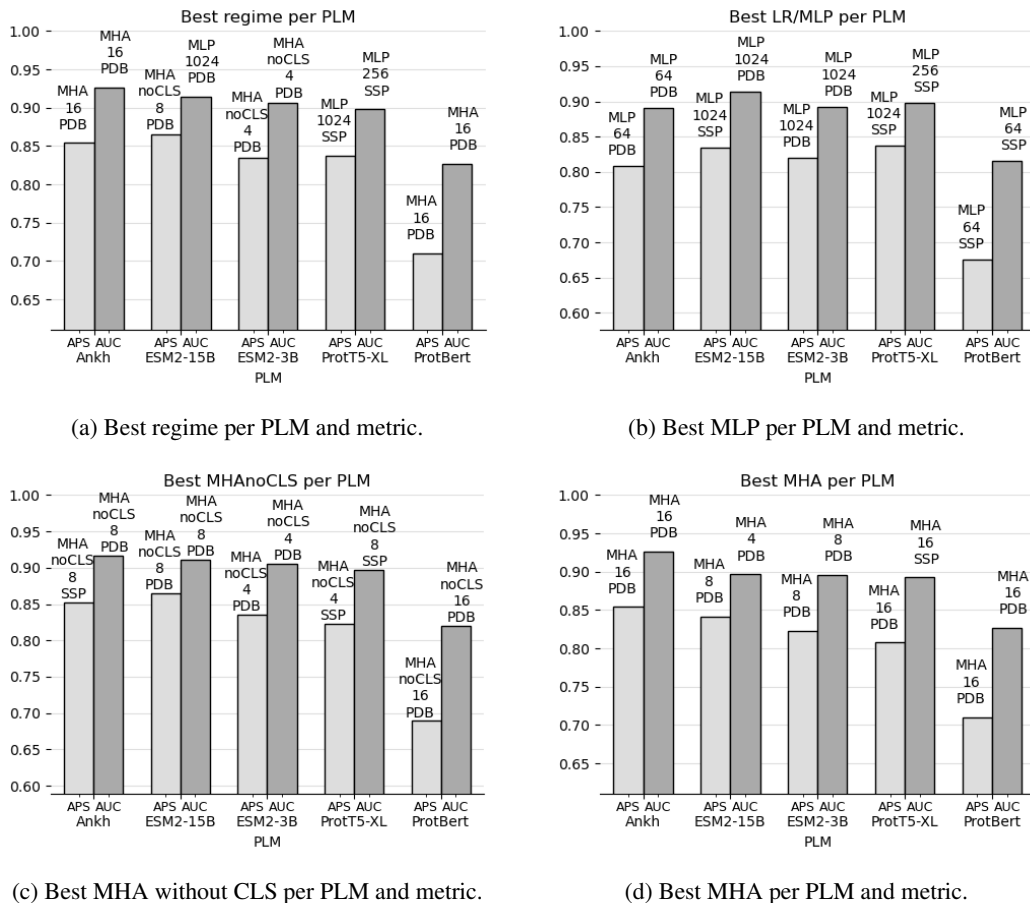 Best regime per PLM
1.00
0.95
0.90
0.85
0.80
0.75
0.70
0.65
MHA
16
PDB
MHA
16
PDB
MHA
noCLS
8
PDB
MLP
1024
PDB
MHA
noCLS
4
PDB
MHA
noCLS
4
PDB
MLP
1024
SSP
MLP
256
SSP
MHA
16
PDB
MHA
16
PDB
APS AUC APS AUC APS AUC APS AUC APS AUC
Ankh ESM2-15B ESM2-3B ProtT5-XL ProtBert
PLM
(a) Best regime per PLM and metric.
Best LR/MLP per PLM
1.00
0.95
0.90
0.85
0.80
0.75
0.70
0.65
0.60
MLP
64
PDB
MLP
64
PDB
MLP
1024
SSP
MLP
1024
PDB
MLP
1024
PDB
MLP
1024
PDB
MLP
1024
SSP
MLP
256
SSP
MLP
64
SSP
MLP
64
SSP
APS AUC APS AUC APS AUC APS AUC APS AUC
Ankh ESM2-15B ESM2-3B ProtT5-XL ProtBert
PLM
(b) Best MLP per PLM and metric.
Best MHAnoCLS per PLM
1.00
0.95
0.90
0.85
0.80
0.75
0.70
0.65
0.60
MHA
noCLS
8
SSP
MHA
noCLS
8
PDB
MHA
noCLS
8
PDB
MHA
noCLS
8
PDB
MHA
noCLS
4
PDB
MHA
noCLS
4
PDB
MHA
noCLS
4
SSP
MHA
noCLS
8
SSP
MHA
noCLS
16
PDB
MHA
noCLS
16
PDB
APS AUC APS AUC APS AUC APS AUC APS AUC
Ankh ESM2-15B ESM2-3B ProtT5-XL ProtBert
PLM
(c) Best MHA without CLS per PLM and metric.
Best MHA per PLM
1.00
0.95
0.90
0.85
0.80
0.75
0.70
0.65
MHA
16
PDB
MHA
16
PDB
MHA
8
PDB
MHA
4
PDB
MHA
8
PDB
MHA
8
PDB
MHA
16
PDB
MHA
16
SSP
MHA
16
PDB
MHA
16
PDB
APS AUC APS AUC APS AUC APS AUC APS AUC
Ankh ESM2-15B ESM2-3B ProtT5-XL ProtBert
PLM
(d) Best MHA per PLM and metric.